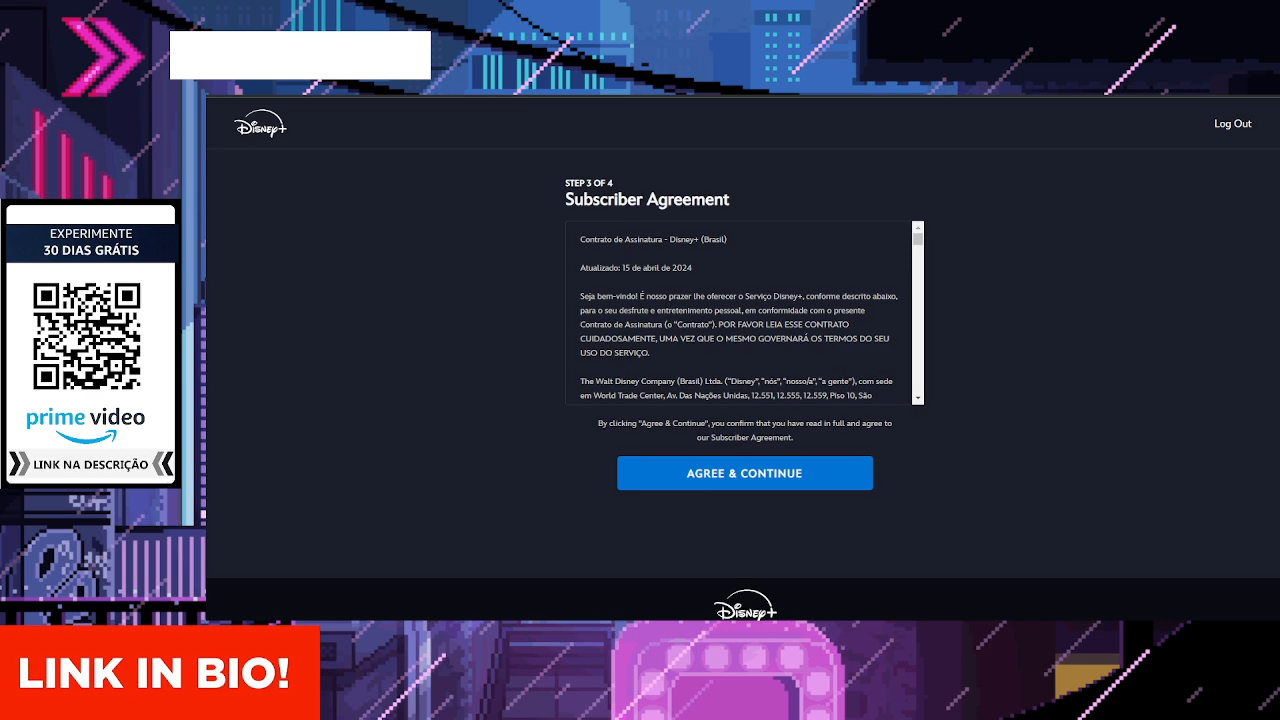 Disney+
Log Out
STEP 3 OF 4
Subscriber Agreement
Contrato de Assinatura - Disney+ (Brasil)
Atualizado: 15 de abril de 2024
Seja bem-vindo! É nosso prazer lhe oferecer o Serviço Disney+, conforme descrito abaixo,
para o seu desfrute e entretenimento pessoal, em conformidade com o presente
Contrato de Assinatura (o "Contrato"). POR FAVOR LEIA ESSE CONTRATO
CUIDADOSAMENTE, UMA VEZ QUE O MESMO GOVERNARÁ OS TERMOS DO SEU
USO DO SERVIÇO.
The Walt Disney Company (Brasil) Ltda. ("Disney", "nós", "nosso/a", "a gente"), com sede
em World Trade Center, Av. Das Nações Unidas, 12.551, 12.555, 12.559, Piso 10, São
By clicking "Agree & Continue", you confirm that you have read in full and agree to
our Subscriber Agreement.
AGREE & CONTINUE
Disney+
EXPERIMENTE
30 DIAS GRÁTIS
prime video
LINK NA DESCRIÇÃO
LINK IN BIO!